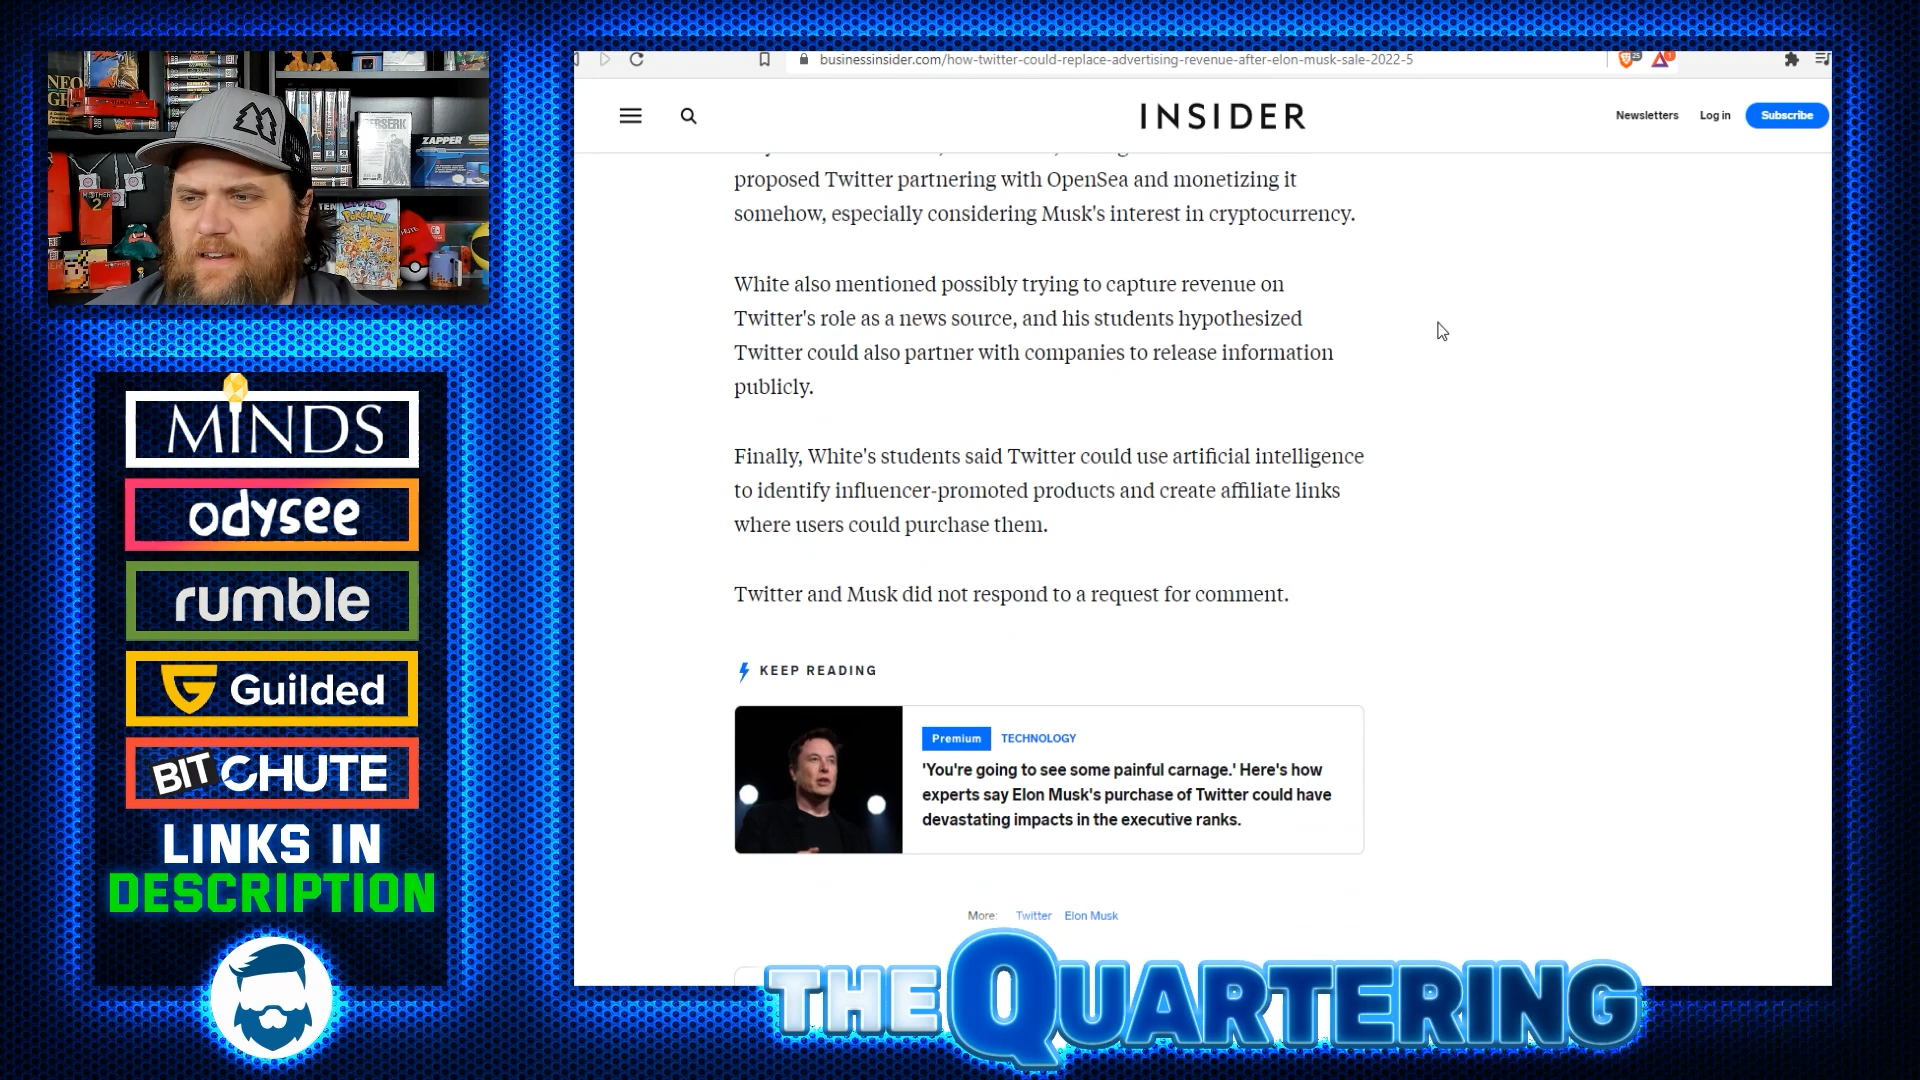 businessinsider.com/how-twitter-could-replace-advertising-revenue-after-elon-musk-sale-2022-5
INSIDER
Newsletters
Log in
Subscribe
proposed Twitter partnering with OpenSea and monetizing it
somehow, especially considering Musk's interest in cryptocurrency.
White also mentioned possibly trying to capture revenue on
Twitter's role as a news source, and his students hypothesized
Twitter could also partner with companies to release information
publicly.
Finally, White's students said Twitter could use artificial intelligence
to identify influencer-promoted products and create affiliate links
where users could purchase them.
Twitter and Musk did not respond to a request for comment.
KEEP READING
Premium TECHNOLOGY
'You're going to see some painful carnage.' Here's how
experts say Elon Musk's purchase of Twitter could have
devastating impacts in the executive ranks.
More: Twitter Elon Musk
BERSERK
ZAPPER
MOTHER
2
POKéMON
MINDS
odysee
rumble
Guilded
BITCHUTE
LINKS IN
DESCRIPTION
THE QUARTERING